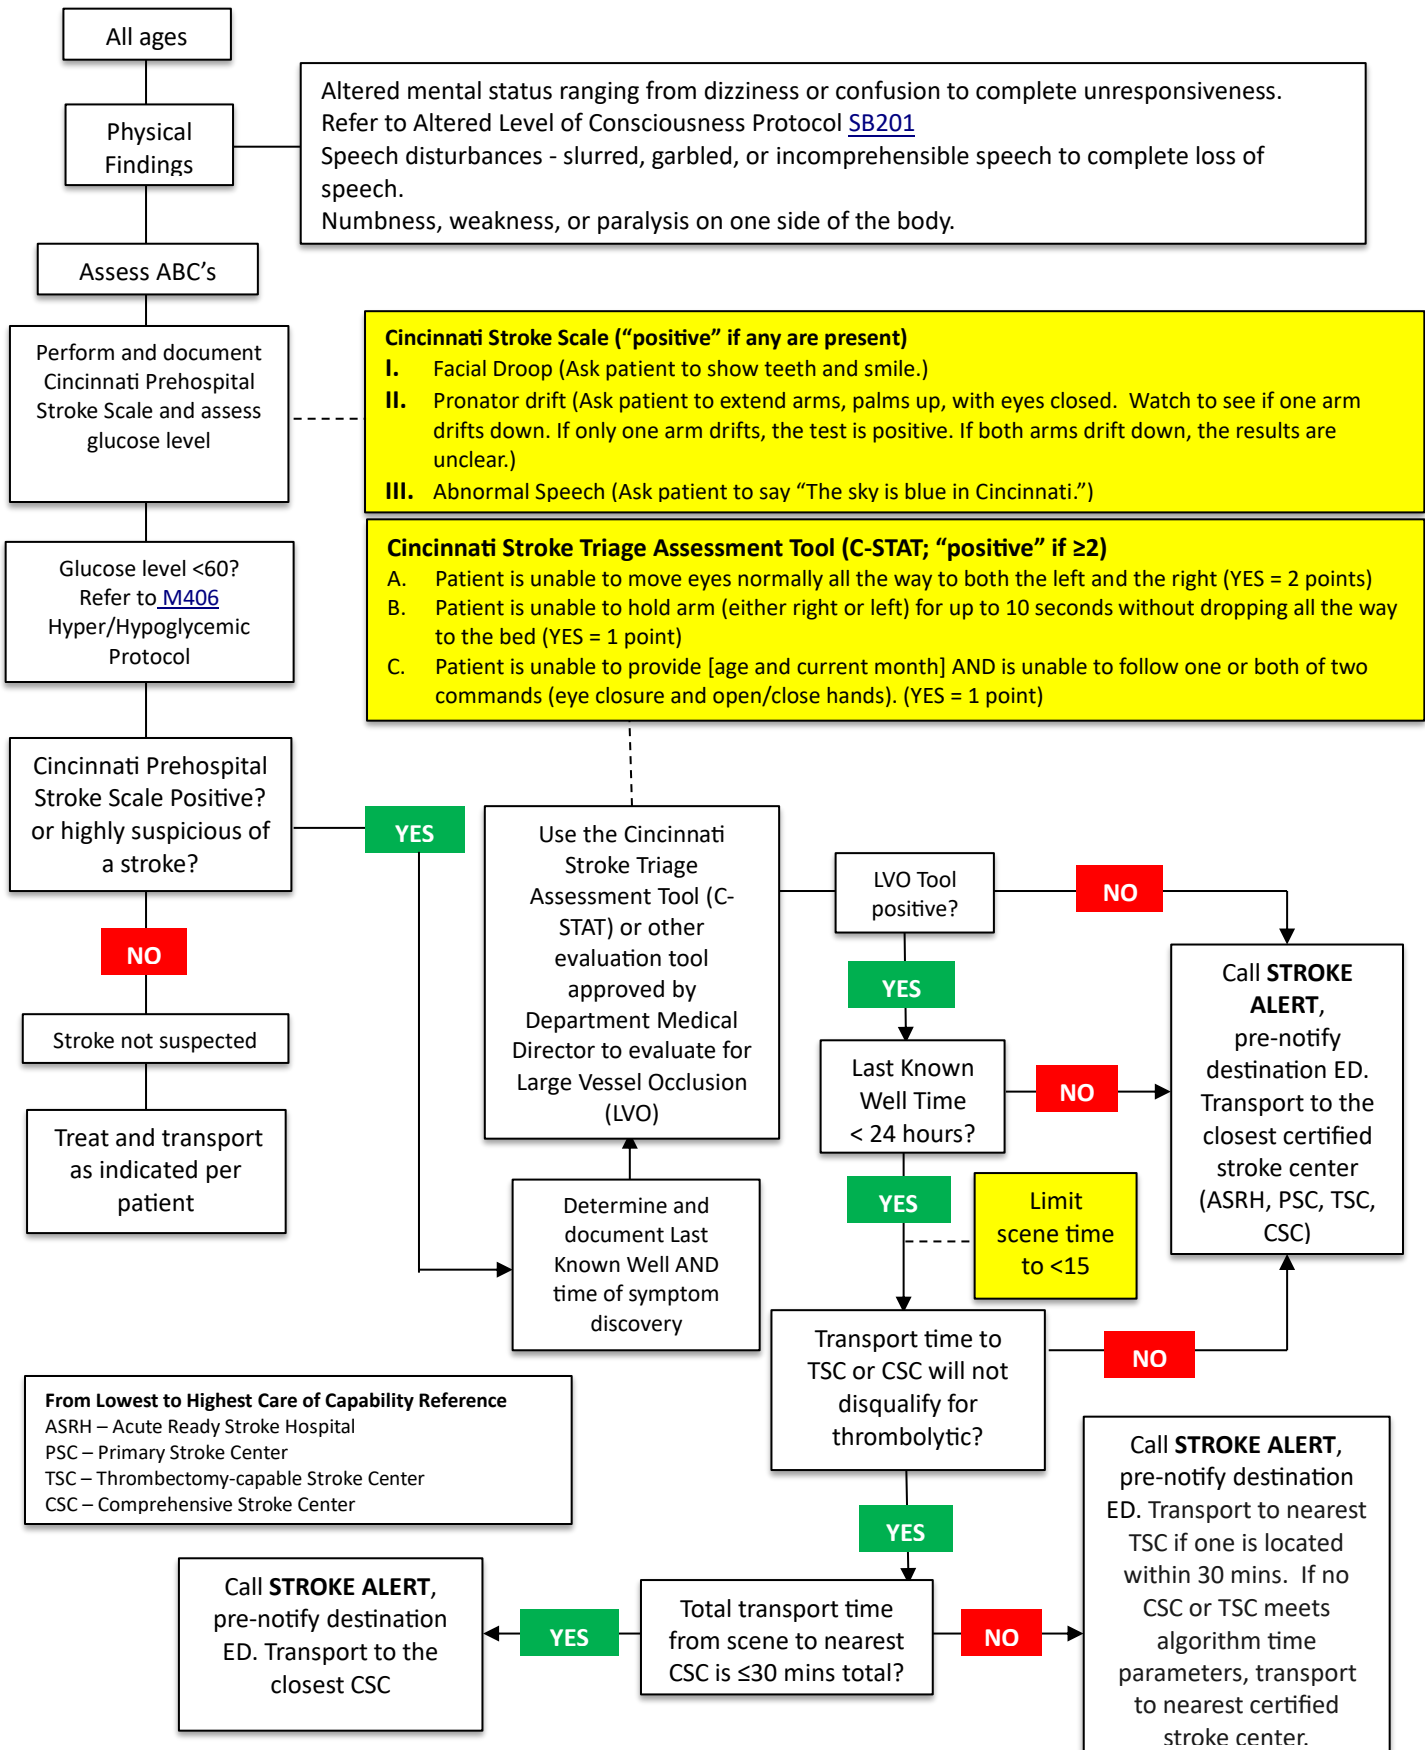 All ages
Physical
Findings
Altered mental status ranging from dizziness or confusion to complete unresponsiveness.
Refer to Altered Level of Consciousness Protocol SB201
Speech disturbances - slurred, garbled, or incomprehensible speech to complete loss of
speech.
Numbness, weakness, or paralysis on one side of the body.
Assess ABC’s
Perform and document
Cincinnati Prehospital
Stroke Scale and assess
glucose level
Cincinnati Stroke Scale (“positive” if any are present)
I. Facial Droop (Ask patient to show teeth and smile.)
II. Pronator drift (Ask patient to extend arms, palms up, with eyes closed. Watch to see if one arm
drifts down. If only one arm drifts, the test is positive. If both arms drift down, the results are
unclear.)
III. Abnormal Speech (Ask patient to say “The sky is blue in Cincinnati.”)
Glucose level <60?
Refer to M406
Hyper/Hypoglycemic
Protocol
Cincinnati Stroke Triage Assessment Tool (C-STAT; “positive” if ≥2)
A. Patient is unable to move eyes normally all the way to both the left and the right (YES = 2 points)
B. Patient is unable to hold arm (either right or left) for up to 10 seconds without dropping all the way
to the bed (YES = 1 point)
C. Patient is unable to provide [age and current month] AND is unable to follow one or both of two
commands (eye closure and open/close hands). (YES = 1 point)
Cincinnati Prehospital
Stroke Scale Positive?
or highly suspicious of
a stroke?
YES
NO
Stroke not suspected
Treat and transport
as indicated per
patient
Use the Cincinnati
Stroke Triage
Assessment Tool (C-
STAT) or other
evaluation tool
approved by
Department Medical
Director to evaluate for
Large Vessel Occlusion
(LVO)
Determine and
document Last
Known Well AND
time of symptom
discovery
LVO Tool
positive?
NO
YES
Last Known
Well Time
< 24 hours?
NO
YES
Limit
scene time
to <15
Call STROKE
ALERT,
pre-notify
destination ED.
Transport to the
closest certified
stroke center
(ASRH, PSC, TSC,
CSC)
Transport time to
TSC or CSC will not
disqualify for
thrombolytic?
NO
YES
From Lowest to Highest Care of Capability Reference
ASRH – Acute Ready Stroke Hospital
PSC – Primary Stroke Center
TSC – Thrombectomy-capable Stroke Center
CSC – Comprehensive Stroke Center
Call STROKE ALERT,
pre-notify destination
ED. Transport to the
closest CSC
YES
Total transport time
from scene to nearest
CSC is ≤30 mins total?
NO
Call STROKE ALERT,
pre-notify destination
ED. Transport to nearest
TSC if one is located
within 30 mins. If no
CSC or TSC meets
algorithm time
parameters, transport
to nearest certified
stroke center.